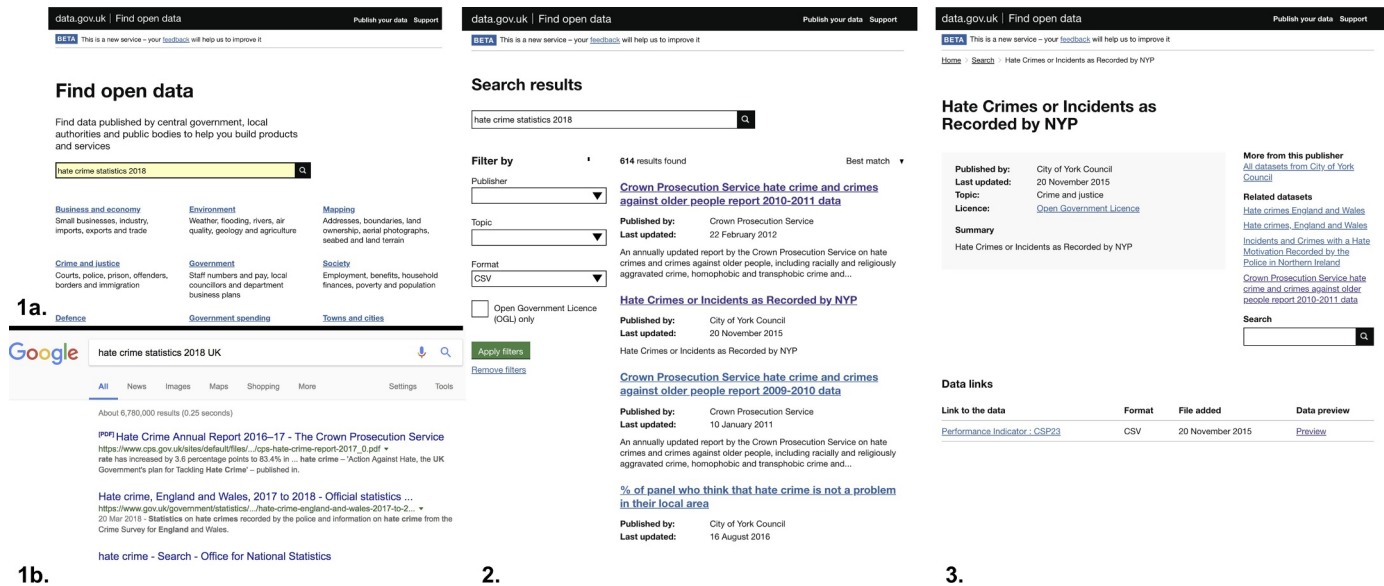 data.gov.uk | Find open data
Publish your data Support
BETA This is a new service – your feedback will help us to improve it
Find open data
Find data published by central government, local
authorities and public bodies to help you build products
and services
hate crime statistics 2018
Business and economy
Small businesses, industry,
imports, exports and trade
Environment
Weather, flooding, rivers, air
quality, geology and agriculture
Mapping
Addresses, boundaries, land
ownership, aerial photographs,
seabed and land terrain
Crime and justice
Courts, police, prison, offenders,
borders and immigration
Government
Staff numbers and pay, local
councillors and department
business plans
Society
Employment, benefits, household
finances, poverty and population
Defence
Government spending
Towns and cities
1a.
Google
hate crime statistics 2018 UK
All News Images Maps Shopping More Settings Tools
About 6,780,000 results (0.25 seconds)
[PDF] Hate Crime Annual Report 2016–17 - The Crown Prosecution Service
https://www.cps.gov.uk/sites/default/files/.../cps-hate-crime-report-2017_0.pdf
rate has increased by 3.6 percentage points to 83.4% in ... hate crime – 'Action Against Hate, the UK
Government's plan for Tackling Hate Crime' – published in.
Hate crime, England and Wales, 2017 to 2018 - Official statistics ...
https://www.gov.uk/government/statistics/.../hate-crime-england-and-wales-2017-to-2...
20 Mar 2018 - Statistics on hate crimes recorded by the police and information on hate crime from the
Crime Survey for England and Wales.
hate crime - Search - Office for National Statistics
1b.
data.gov.uk | Find open data
Publish your data Support
BETA This is a new service – your feedback will help us to improve it
Search results
hate crime statistics 2018
Filter by
Publisher
Topic
Format
CSV
Open Government Licence
(OGL) only
Apply filters
Remove filters
614 results found
Best match
Crown Prosecution Service hate crime and crimes
against older people report 2010-2011 data
Published by: Crown Prosecution Service
Last updated: 22 February 2012
An annually updated report by the Crown Prosecution Service on hate
crimes and crimes against older people, including racially and religiously
aggravated crime, homophobic and transphobic crime and...
Hate Crimes or Incidents as Recorded by NYP
Published by: City of York Council
Last updated: 20 November 2015
Hate Crimes or Incidents as Recorded by NYP
Crown Prosecution Service hate crime and crimes
against older people report 2009-2010 data
Published by: Crown Prosecution Service
Last updated: 10 January 2011
An annually updated report by the Crown Prosecution Service on hate
crimes and crimes against older people, including racially and religiously
aggravated crime, homophobic and transphobic crime and...
% of panel who think that hate crime is not a problem
in their local area
Published by: City of York Council
Last updated: 16 August 2016
2.
data.gov.uk | Find open data
Publish your data Support
BETA This is a new service – your feedback will help us to improve it
Home > Search > Hate Crimes or Incidents as Recorded by NYP
Hate Crimes or Incidents as
Recorded by NYP
Published by: City of York Council
Last updated: 20 November 2015
Topic: Crime and justice
Licence: Open Government Licence
Summary
Hate Crimes or Incidents as Recorded by NYP
More from this publisher
All datasets from City of York
Council
Related datasets
Hate crimes England and Wales
Hate crimes, England and Wales
Incidents and Crimes with a Hate
Motivation Recorded by the
Police in Northern Ireland
Crown Prosecution Service hate
crime and crimes against older
people report 2010-2011 data
Search
Data links
Link to the data Format File added Data preview
Performance Indicator : CSP23 CSV 20 November 2015 Preview
3.